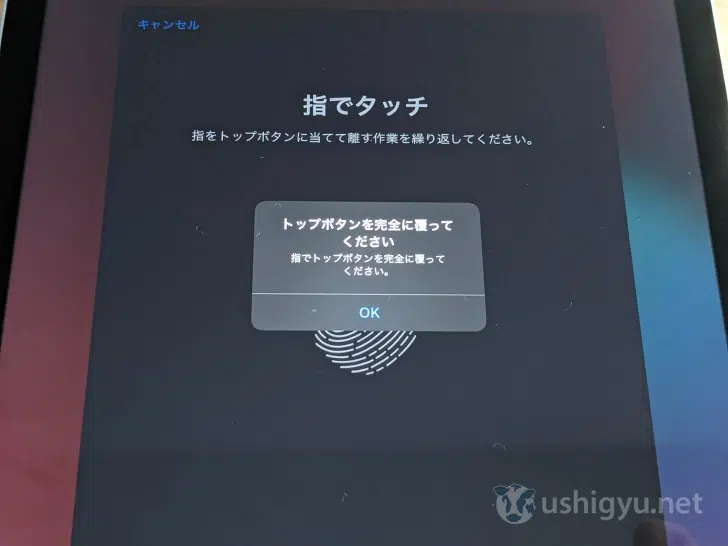 キャンセル
指でタッチ
指をトップボタンに当てて離す作業を繰り返してください。
トップボタンを完全に覆って
ください
指でトップボタンを完全に覆って
ください。
OK
ushigyu.net